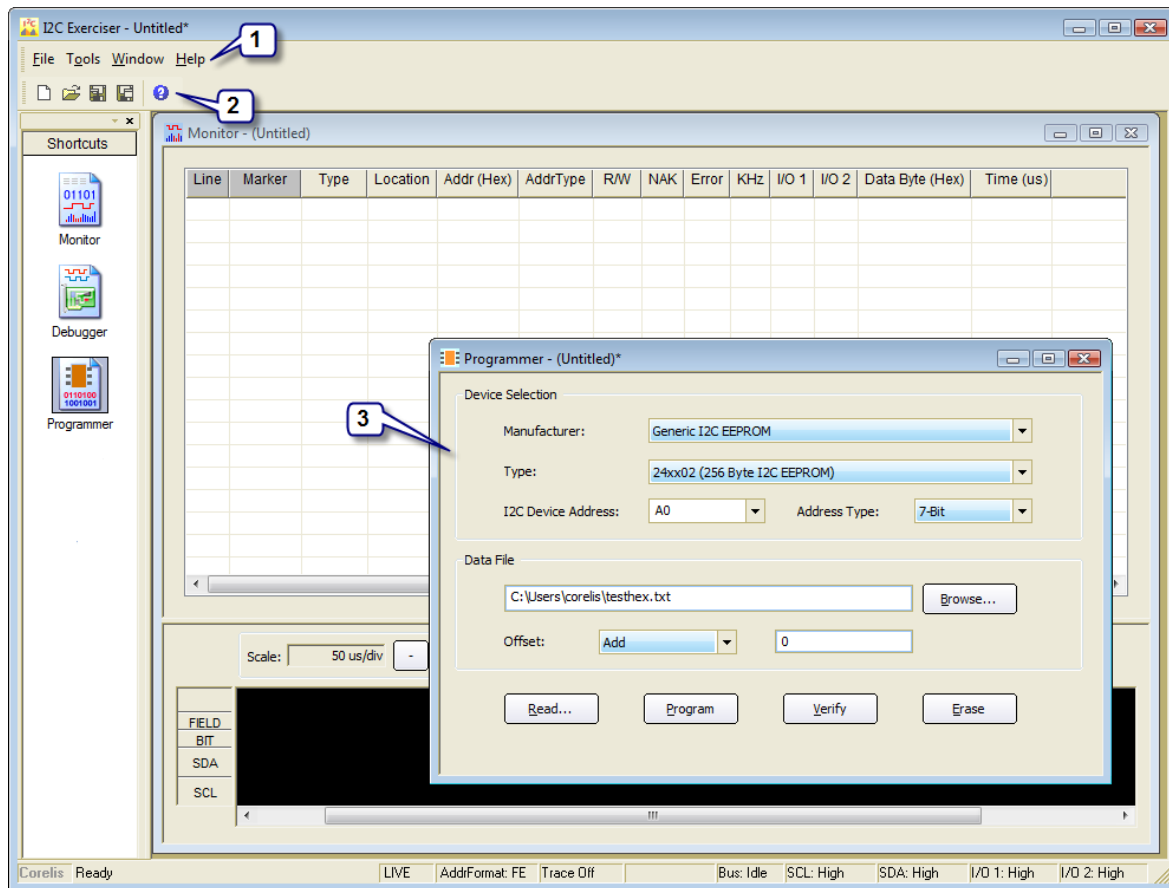 I2C Exerciser - Untitled*
1
File Tools Window Help
2
Shortcuts
01101
Monitor
Debugger
0110100
1001001
Programmer
Monitor - (Untitled)
Line Marker Type Location Addr (Hex) AddrType R/W NAK Error KHz I/O 1 I/O 2 Data Byte (Hex) Time (us)
Programmer - (Untitled)*
3
Device Selection
Manufacturer: Generic I2C EEPROM
Type: 24xx02 (256 Byte I2C EEPROM)
I2C Device Address: A0 Address Type: 7-Bit
Data File
C:\Users\corelis\testhex.txt Browse...
Offset: Add 0
Read... Program Verify Erase
Scale: 50 us/div -
FIELD
BIT
SDA
SCL
Corelis Ready LIVE AddrFormat: FE Trace Off Bus: Idle SCL: High SDA: High I/O 1: High I/O 2: High